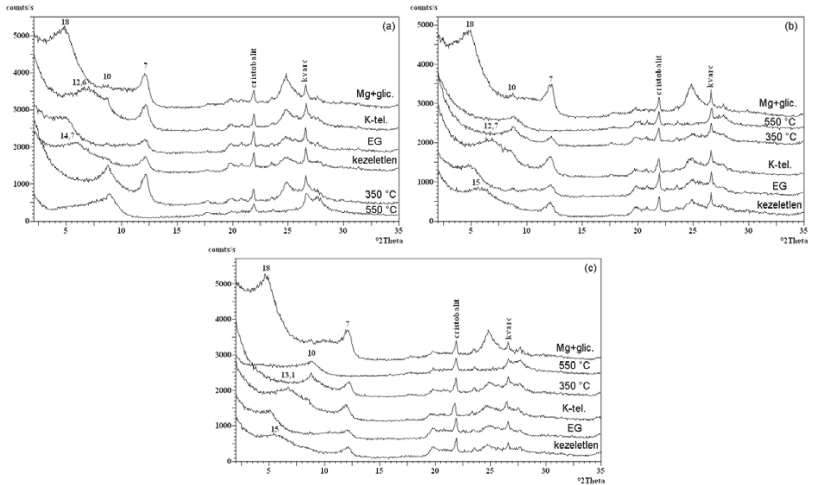 counts/s
(a)
18
5000
12,6
10
7
4000
cristobalit
kvarc
3000
Mg+glic.
K-tel.
14,7
2000
EG
kezeletlen
1000
350 °C
550 °C
0
5 10 15 20 25 30 35
°2Theta
counts/s
(b)
18
5000
4000
10
7
cristobalit
kvarc
3000
Mg+glic.
12,7
550 °C
350 °C
2000
K-tel.
15
1000
EG
kezeletlen
0
5 10 15 20 25 30 35
°2Theta
counts/s
(c)
18
5000
4000
7
cristobalit
kvarc
3000
10
Mg+glic.
550 °C
13,1
2000
350 °C
K-tel.
15
1000
EG
kezeletlen
0
5 10 15 20 25 30 35
°2Theta